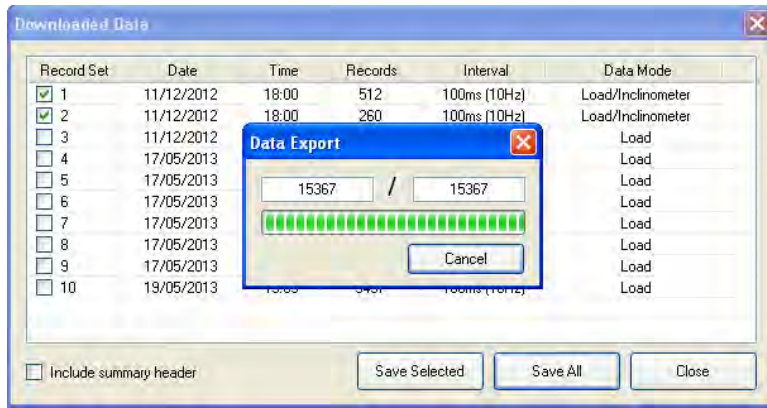 Downloaded Data
Record Set Date Time Records Interval Data Mode
1 11/12/2012 18:00 512 100ms (10Hz) Load/Inclinometer
2 11/12/2012 18:00 260 100ms (10Hz) Load/Inclinometer
3 11/12/2012 Load
4 17/05/2013 Load
5 17/05/2013 Load
6 17/05/2013 Load
7 17/05/2013 Load
8 17/05/2013 Load
9 17/05/2013 Load
10 19/05/2013 Load
Data Export
15367 / 15367
Cancel
Include summary header Save Selected Save All Close